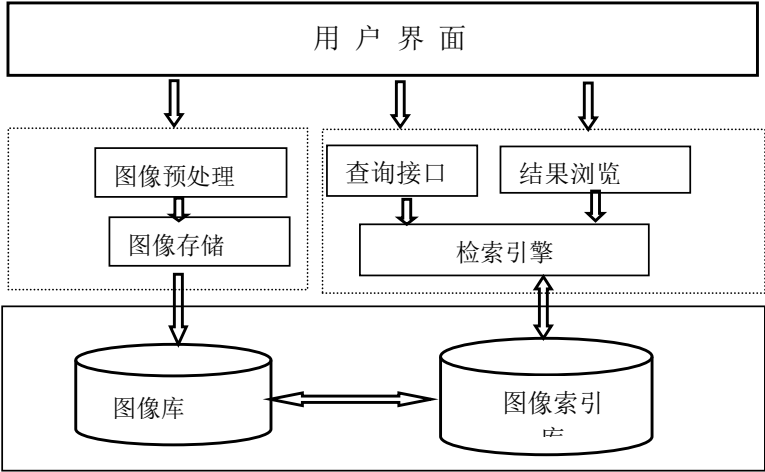 用 户 界 面
图像预处理
查询接口
结果浏览
图像存储
检索引擎
图像库
图像索引
库